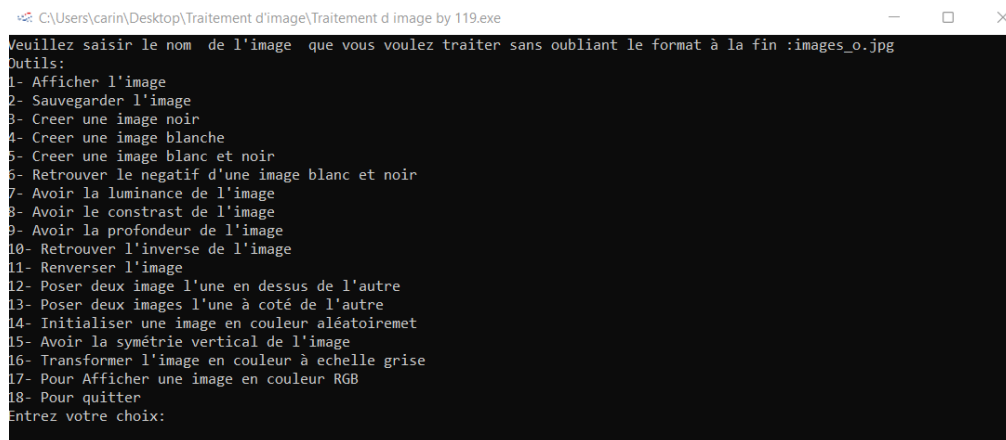 C:\Users\carin\Desktop\Traitement d'image\Traitement d image by 119.exe
Veuillez saisir le nom  de l'image  que vous voulez traiter sans oubliant le format à la fin :images_o.jpg
Outils:
1- Afficher l'image
2- Sauvegarder l'image
3- Creer une image noir
4- Creer une image blanche
5- Creer une image blanc et noir
6- Retrouver le negatif d'une image blanc et noir
7- Avoir la luminance de l'image
8- Avoir le constrast de l'image
9- Avoir la profondeur de l'image
10- Retrouver l'inverse de l'image
11- Renverser l'image
12- Poser deux image l'une en dessus de l'autre
13- Poser deux images l'une à coté de l'autre
14- Initialiser une image en couleur aléatoiremet
15- Avoir la symétrie vertical de l'image
16- Transformer l'image en couleur à echelle grise
17- Pour Afficher une image en couleur RGB
18- Pour quitter
Entrez votre choix: